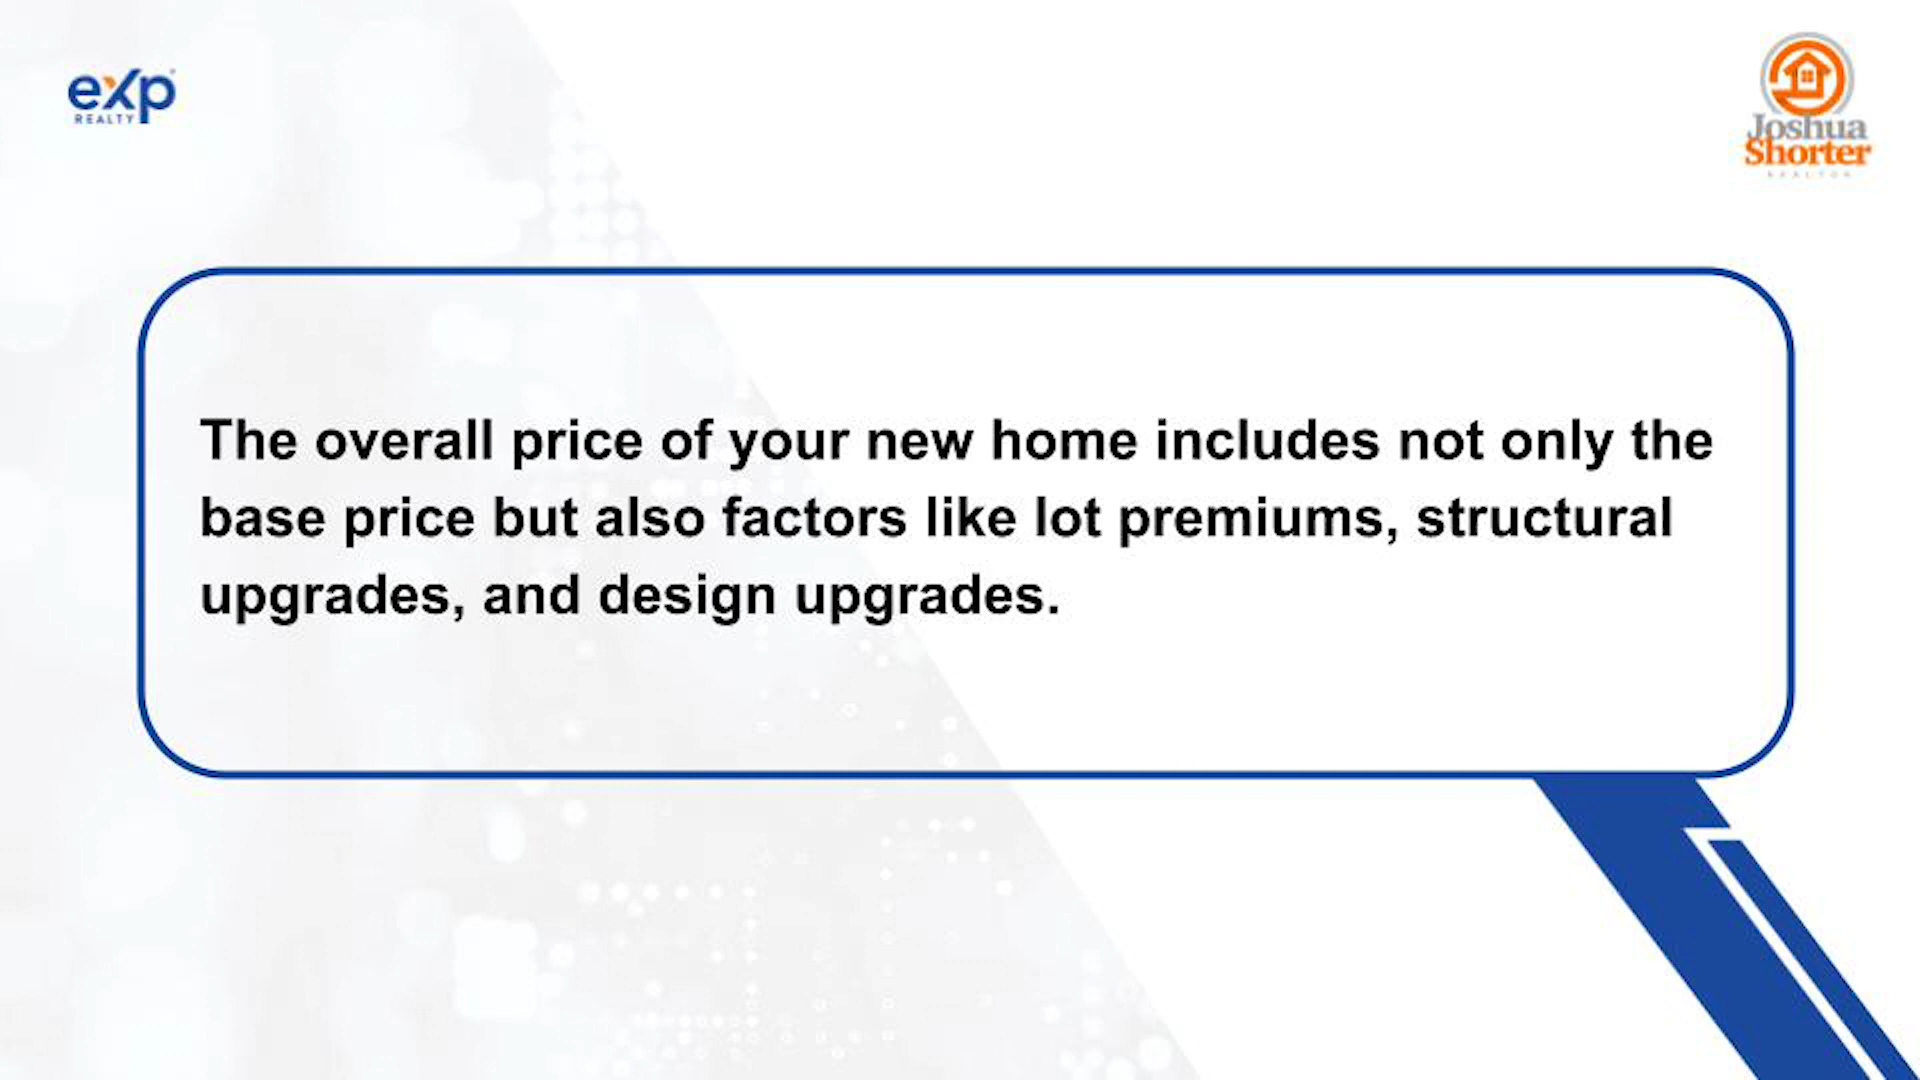 exp
REALTY
Joshua
Shorter
REALTOR
The overall price of your new home includes not only the
base price but also factors like lot premiums, structural
upgrades, and design upgrades.